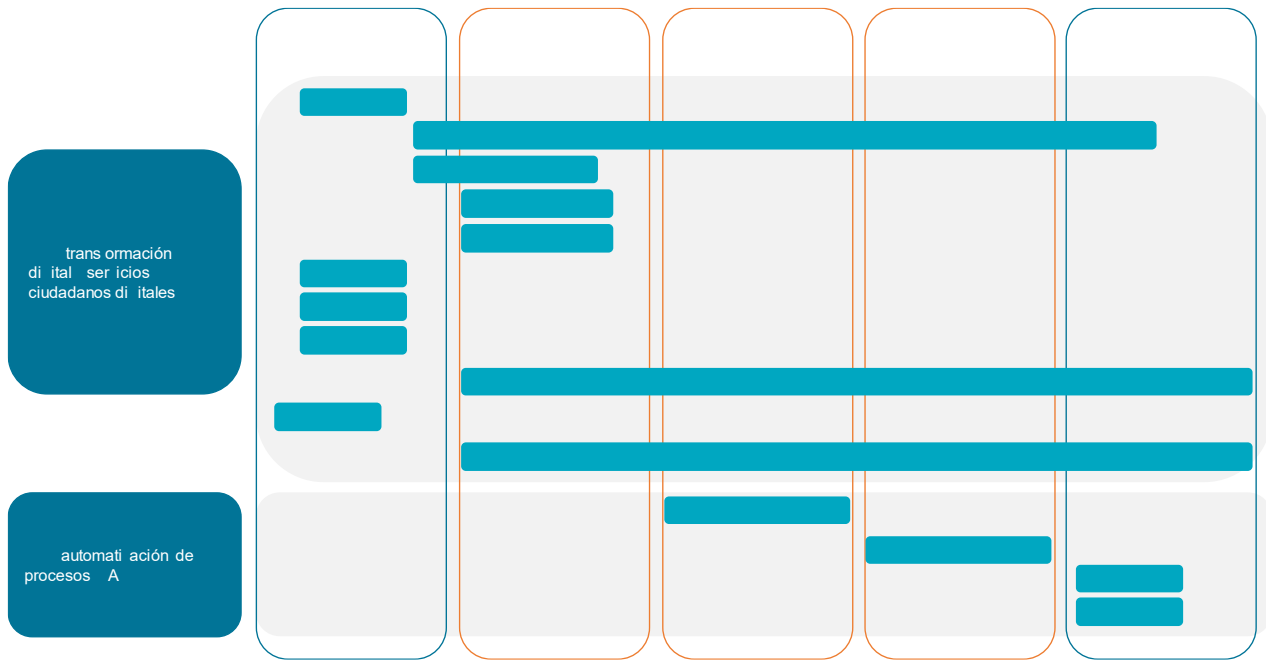 trans ormación
di ital ser icios
ciudadanos di itales
automati ación de
procesos A